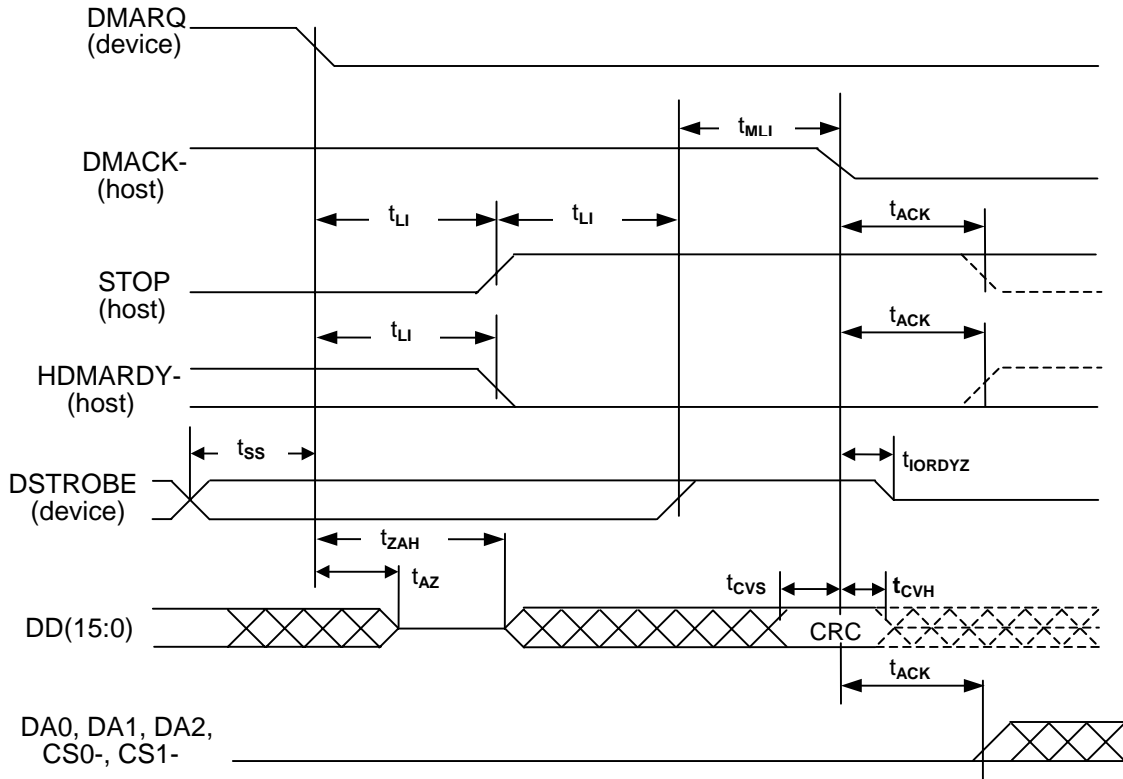 DMARQ
(device)
tMLI
DMACK-
(host)
tLI
tLI
tACK
STOP
(host)
tLI
tACK
HDMARDY-
(host)
tSS
tIORDYZ
DSTROBE
(device)
tZAH
tAZ
tCVS
tCVH
DD(15:0)
CRC
tACK
DA0, DA1, DA2,
CS0-, CS1-